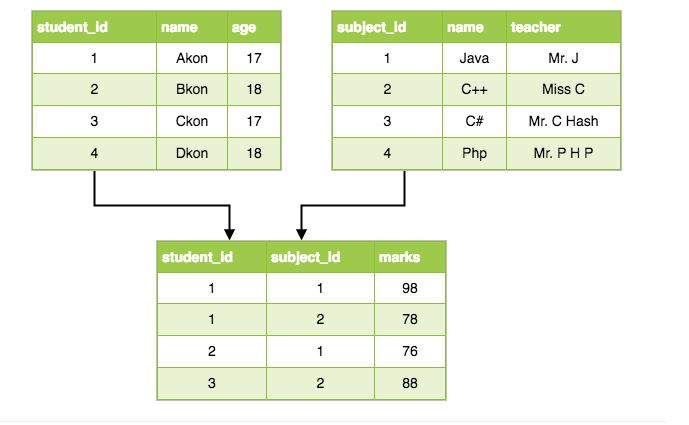 student_id name age
1 Akon 17
2 Bkon 18
3 Ckon 17
4 Dkon 18
subject_id name teacher
1 Java Mr. J
2 C++ Miss C
3 C# Mr. C Hash
4 Php Mr. P H P
student_id subject_id marks
1 1 98
1 2 78
2 1 76
3 2 88